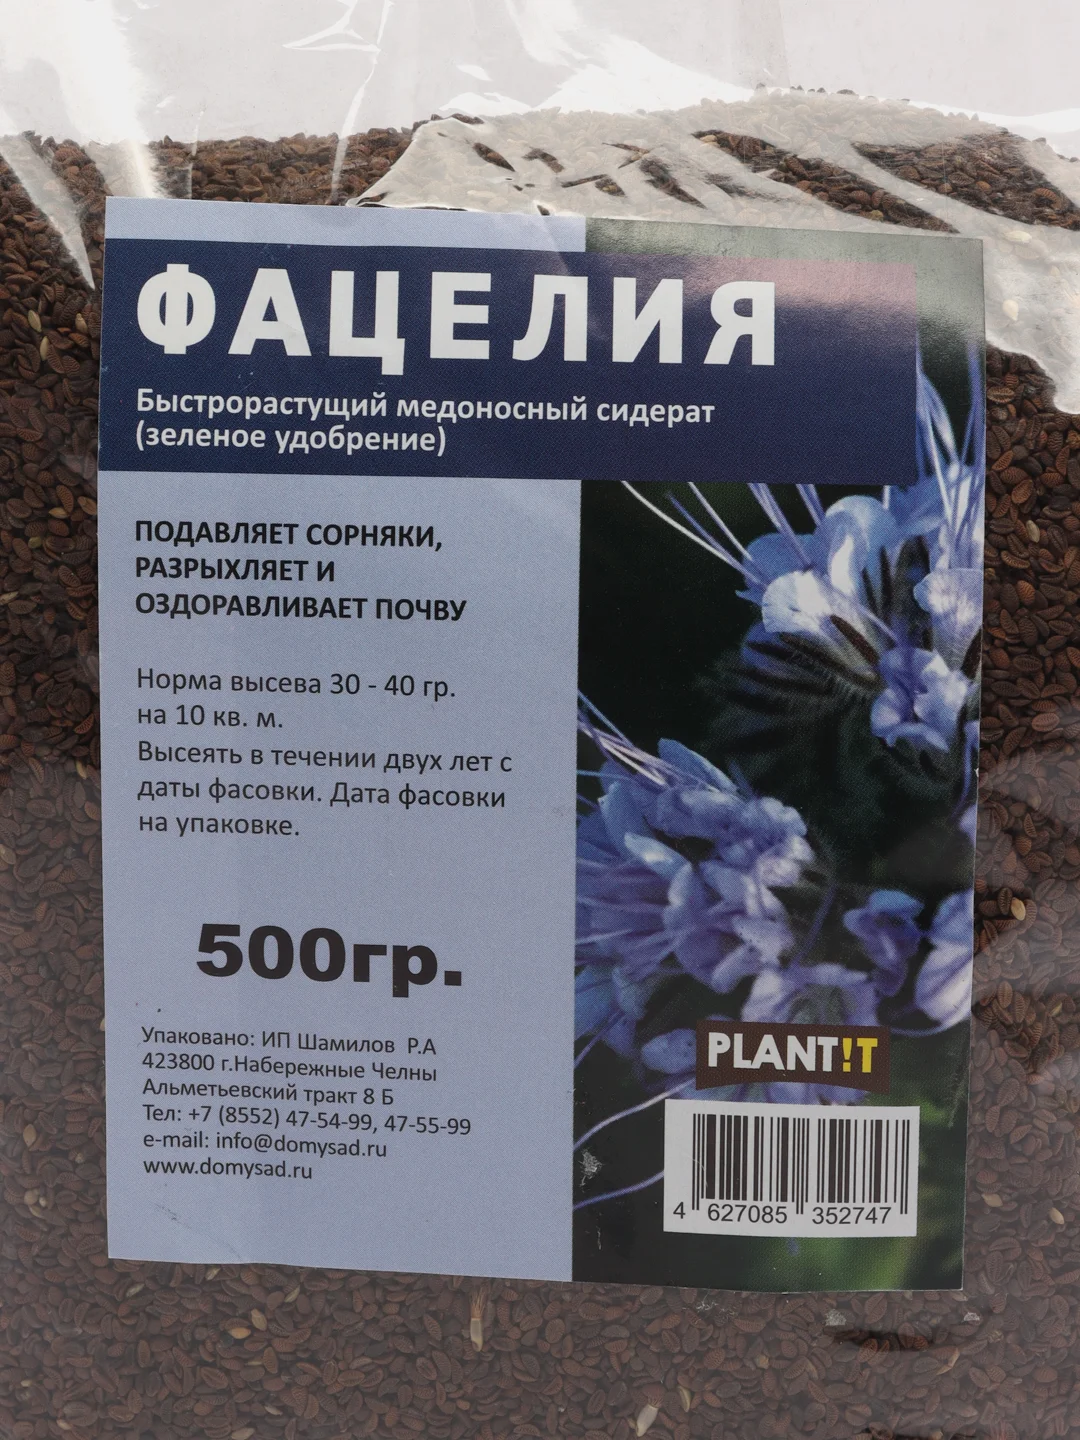 ФАЦЕЛИЯ
Быстрорастущий медоносный сидерат
(зеленое удобрение)
ПОДАВЛЯЕТ СОРНЯКИ,
РАЗРЫХЛЯЕТ И
ОЗДОРАВЛИВАЕТ ПОЧВУ
Норма высева 30 - 40 гр.
на 10 кв. м.
Высеять в течении двух лет с
даты фасовки. Дата фасовки
на упаковке.
500гр.
Упаковано: ИП Шамилов Р.А
423800 г.Набережные Челны
Альметьевский тракт 8 Б
Тел: +7 (8552) 47-54-99, 47-55-99
e-mail: info@domysad.ru
www.domysad.ru
PLANT!T
4 627085 352747